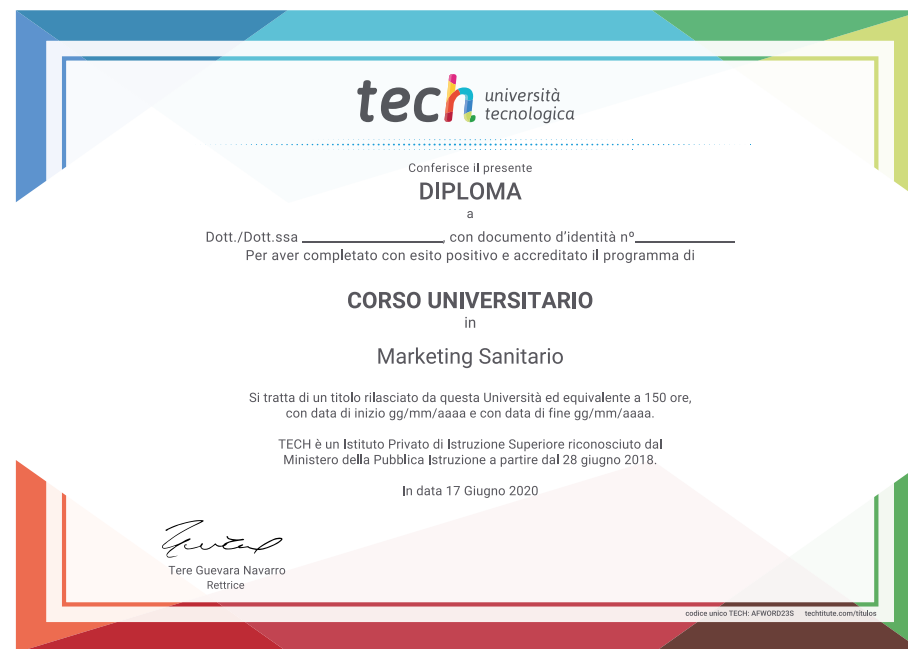 tech università
tecnologica
Conferisce il presente
DIPLOMA
a
Dott./Dott.ssa ____________________, con documento d'identità nº______________
Per aver completato con esito positivo e accreditato il programma di
CORSO UNIVERSITARIO
in
Marketing Sanitario
Si tratta di un titolo rilasciato da questa Università ed equivalente a 150 ore,
con data di inizio gg/mm/aaaa e con data di fine gg/mm/aaaa.
TECH è un Istituto Privato di Istruzione Superiore riconosciuto dal
Ministero della Pubblica Istruzione a partire dal 28 giugno 2018.
In data 17 Giugno 2020
Tere Guevara Navarro
Rettrice
codice unico TECH: AFWORD23S techtitute.com/titulos